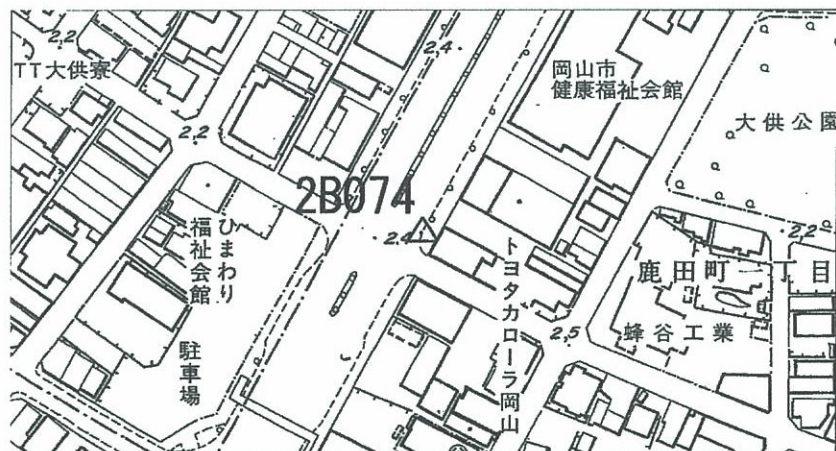 2.2
TT大供寮
2.2
2.4
岡山市
健康福祉会館
大供公園
2B074
2.4
ひまわり
福祉会館
駐車場
トヨタカローラ岡山
2.2
鹿田町一丁目
2.5
蜂谷工業